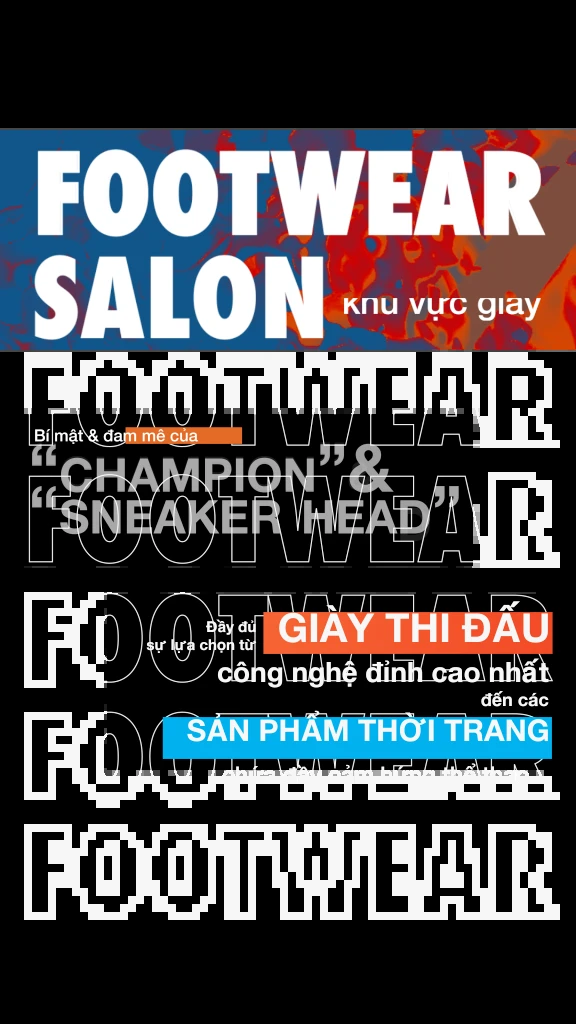 FOOTWEAR
SALON
khu vực giày
FOOTWEAR
Bí mật & đam mê của
“CHAMPION” &
“SNEAKER HEAD”
FOOTWEAR
FOOTWEAR
Đầy đủ
sự lựa chọn từ
GIÀY THI ĐẤU
công nghệ đỉnh cao nhất
đến các
SẢN PHẨM THỜI TRANG
FOOTWEAR
FOOTWEAR